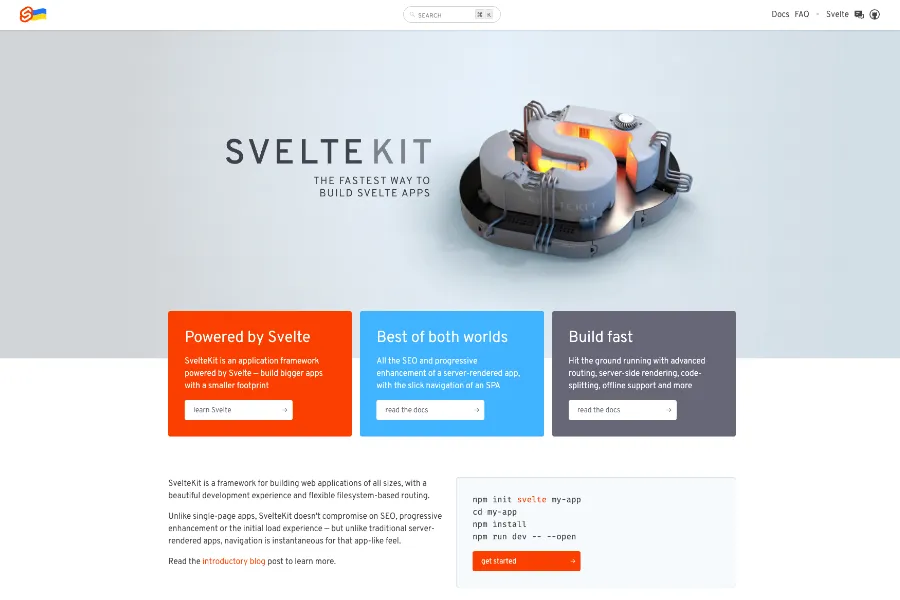 SEARCH ⌘ K
Docs FAQ • Svelte
SVELTEKIT
THE FASTEST WAY TO
BUILD SVELTE APPS
SVELTEKIT
Powered by Svelte
SvelteKit is an application framework
powered by Svelte — build bigger apps
with a smaller footprint
learn Svelte →
Best of both worlds
All the SEO and progressive
enhancement of a server-rendered app,
with the slick navigation of an SPA
read the docs →
Build fast
Hit the ground running with advanced
routing, server-side rendering, code-
splitting, offline support and more
read the docs →
SvelteKit is a framework for building web applications of all sizes, with a
beautiful development experience and flexible filesystem-based routing.
Unlike single-page apps, SvelteKit doesn't compromise on SEO, progressive
enhancement or the initial load experience — but unlike traditional server-
rendered apps, navigation is instantaneous for that app-like feel.
Read the introductory blog post to learn more.
npm init svelte my-app
cd my-app
npm install
npm run dev -- --open
get started →